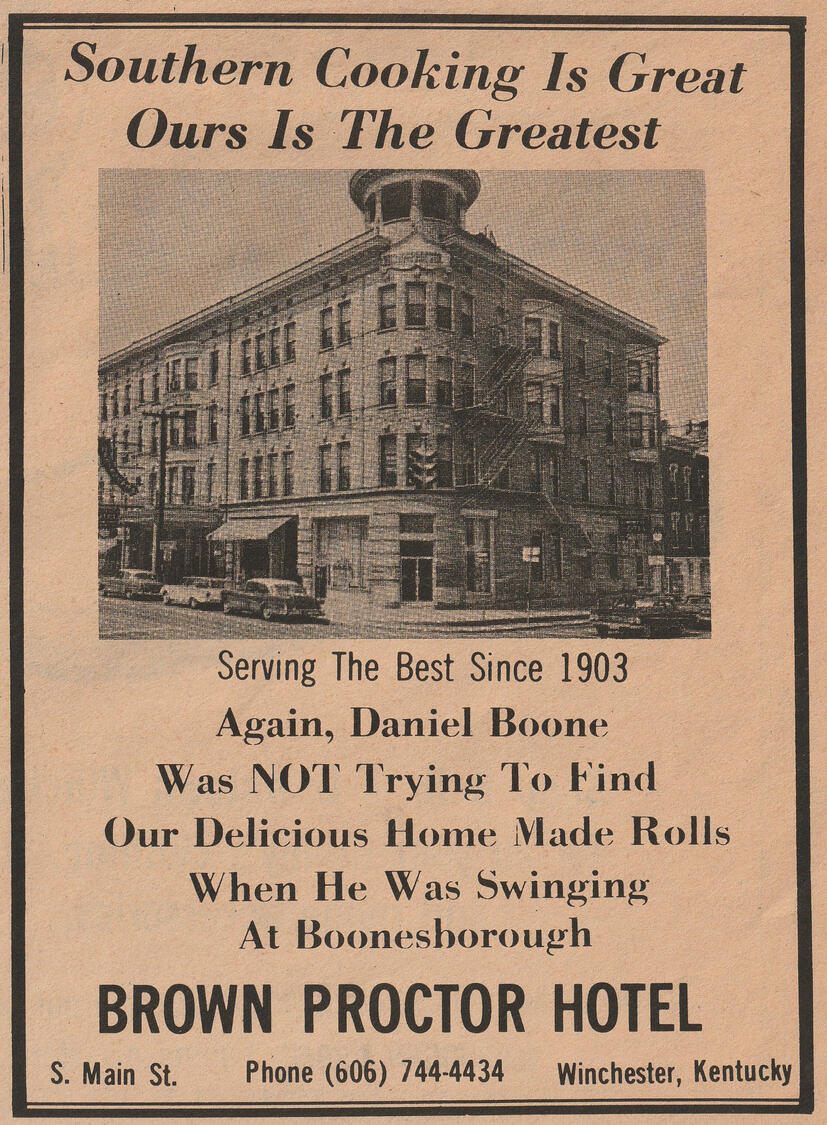 Southern Cooking Is Great
Ours Is The Greatest
Serving The Best Since 1903
Again, Daniel Boone
Was NOT Trying To Find
Our Delicious Home Made Rolls
When He Was Swinging
At Boonesborough
BROWN PROCTOR HOTEL
S. Main St. Phone (606) 744-4434 Winchester, Kentucky